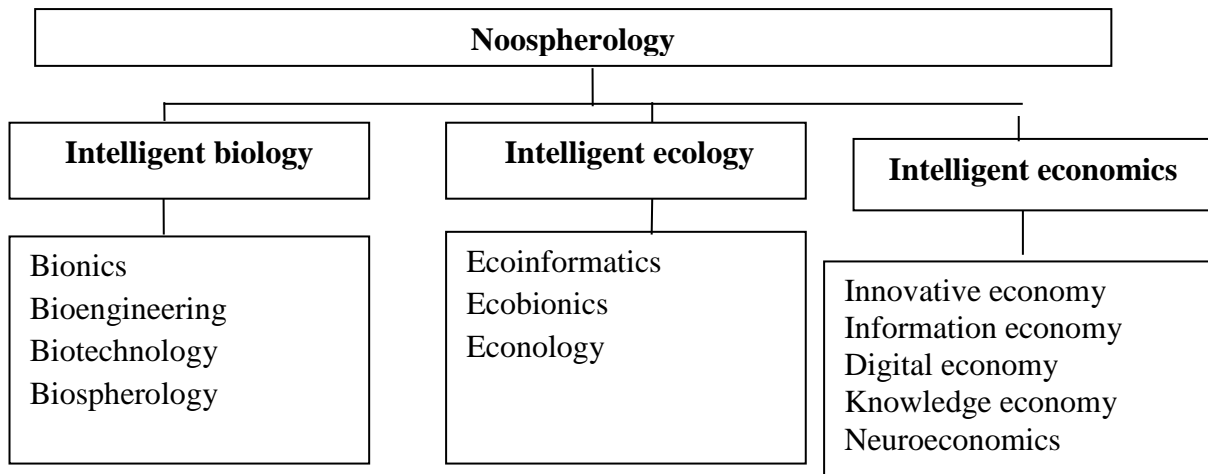 Noospherology
Intelligent biology
Intelligent ecology
Intelligent economics
Bionics
Bioengineering
Biotechnology
Biospherology
Ecoinformatics
Ecobionics
Econology
Innovative economy
Information economy
Digital economy
Knowledge economy
Neuroeconomics